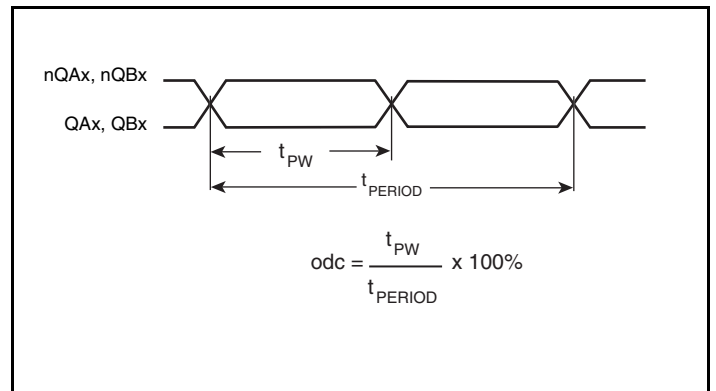 nQAx, nQBx
QAx, QBx
tPW
tPERIOD
odc = tPW / tPERIOD x 100%